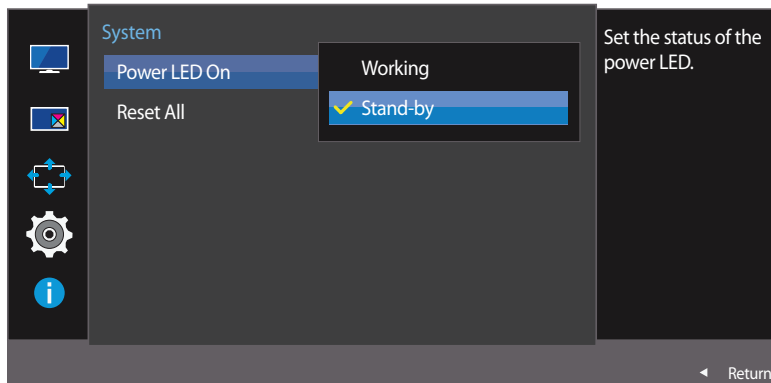 System
Power LED On
Reset All
Working
Stand-by
Set the status of the
power LED.
Return